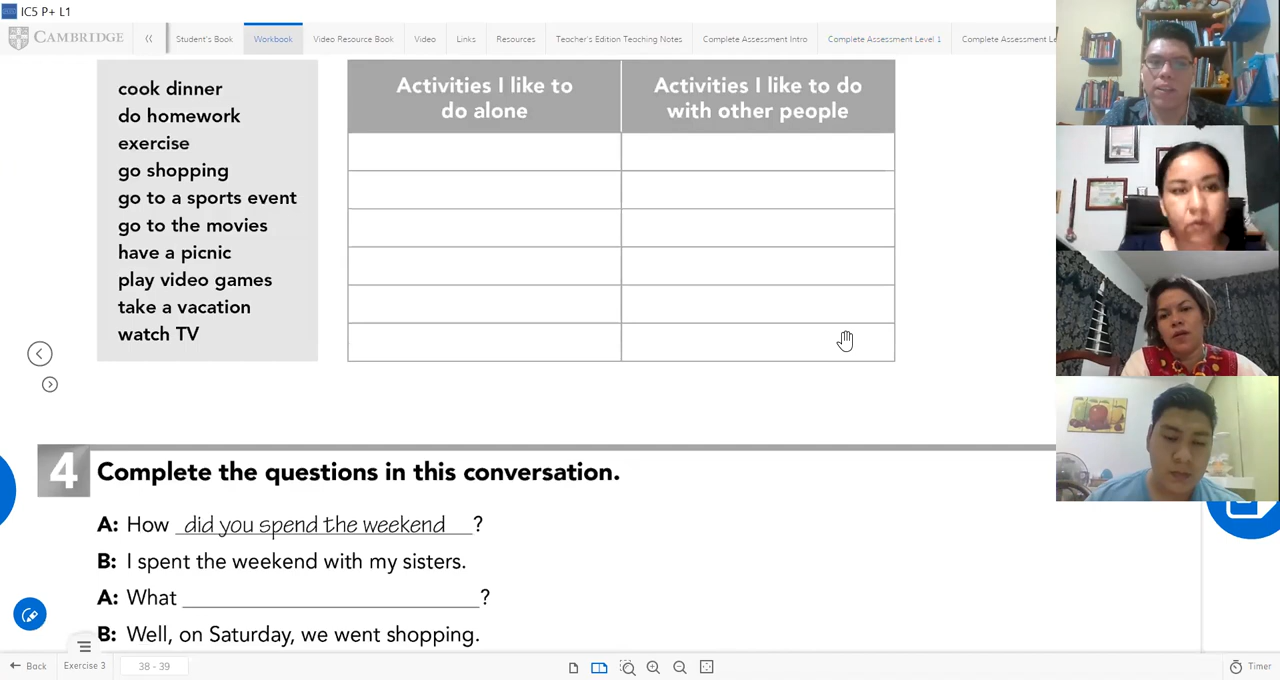 IC5 P+ L1
CAMBRIDGE
Student's Book
Workbook
Video Resource Book
Video
Links
Resources
Teacher's Edition Teaching Notes
Complete Assessment Intro
Complete Assessment Level 1
Complete Assessment Le
cook dinner
do homework
exercise
go shopping
go to a sports event
go to the movies
have a picnic
play video games
take a vacation
watch TV
Activities I like to
do alone
Activities I like to do
with other people
4 Complete the questions in this conversation.
A: How did you spend the weekend ?
B: I spent the weekend with my sisters.
A: What ?
B: Well, on Saturday, we went shopping.
Back
Exercise 3
38 - 39
Timer